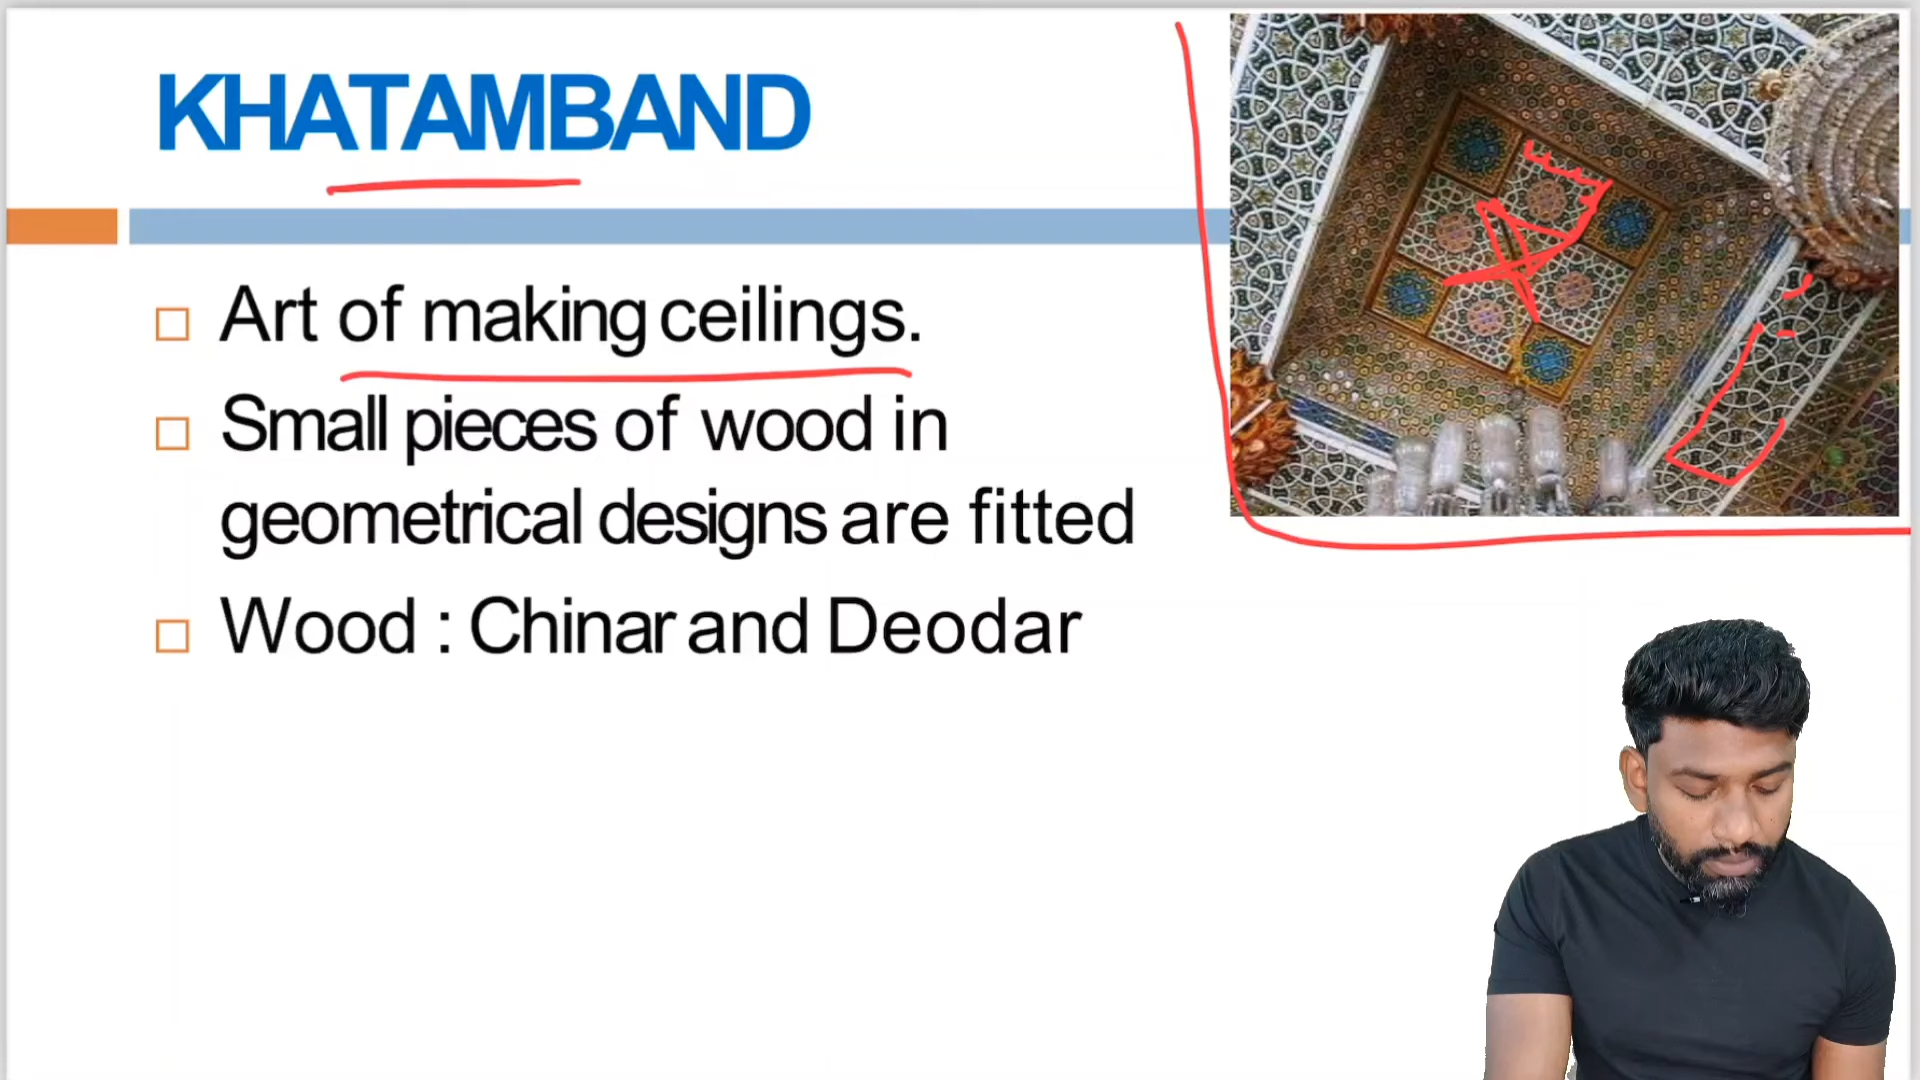 KHATAMBAND
Art of making ceilings.
Small pieces of wood in
geometrical designs are fitted
Wood : Chinar and Deodar